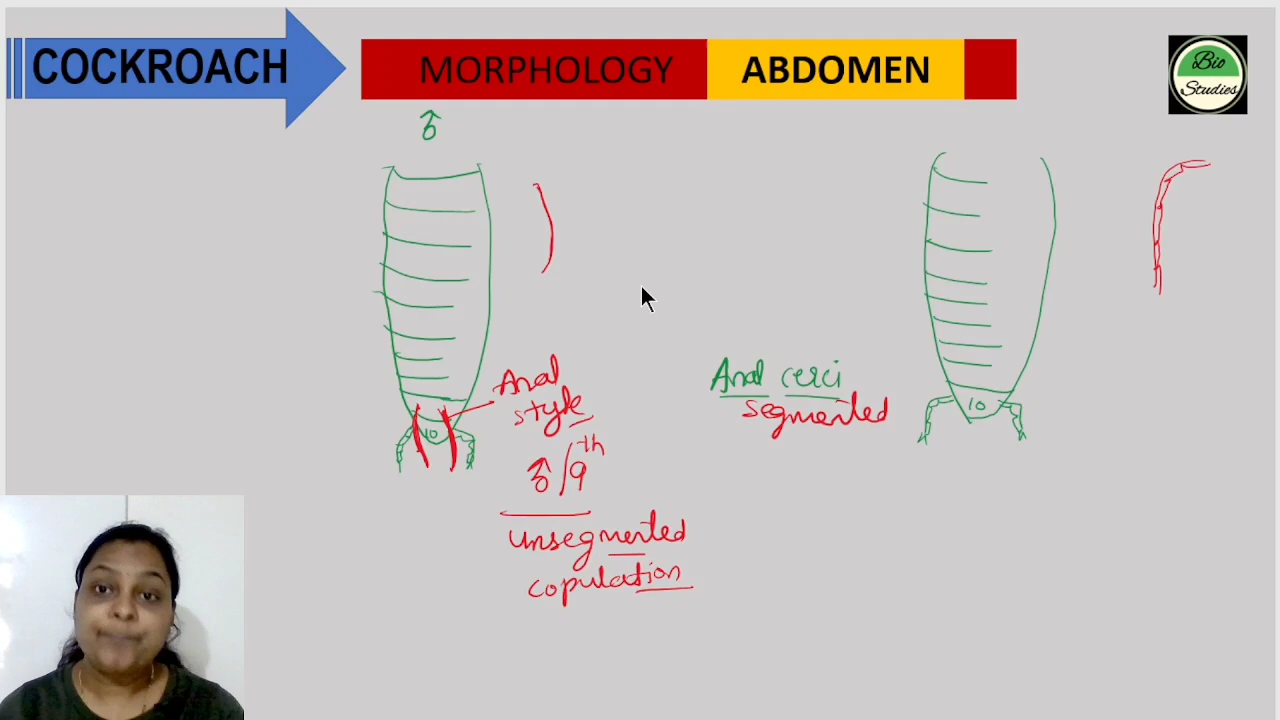 COCKROACH
MORPHOLOGY
ABDOMEN
Bio
Studies
♂
Anal
style
♂/9th
unsegmented
copulation
10
Anal cerci
segmented
10